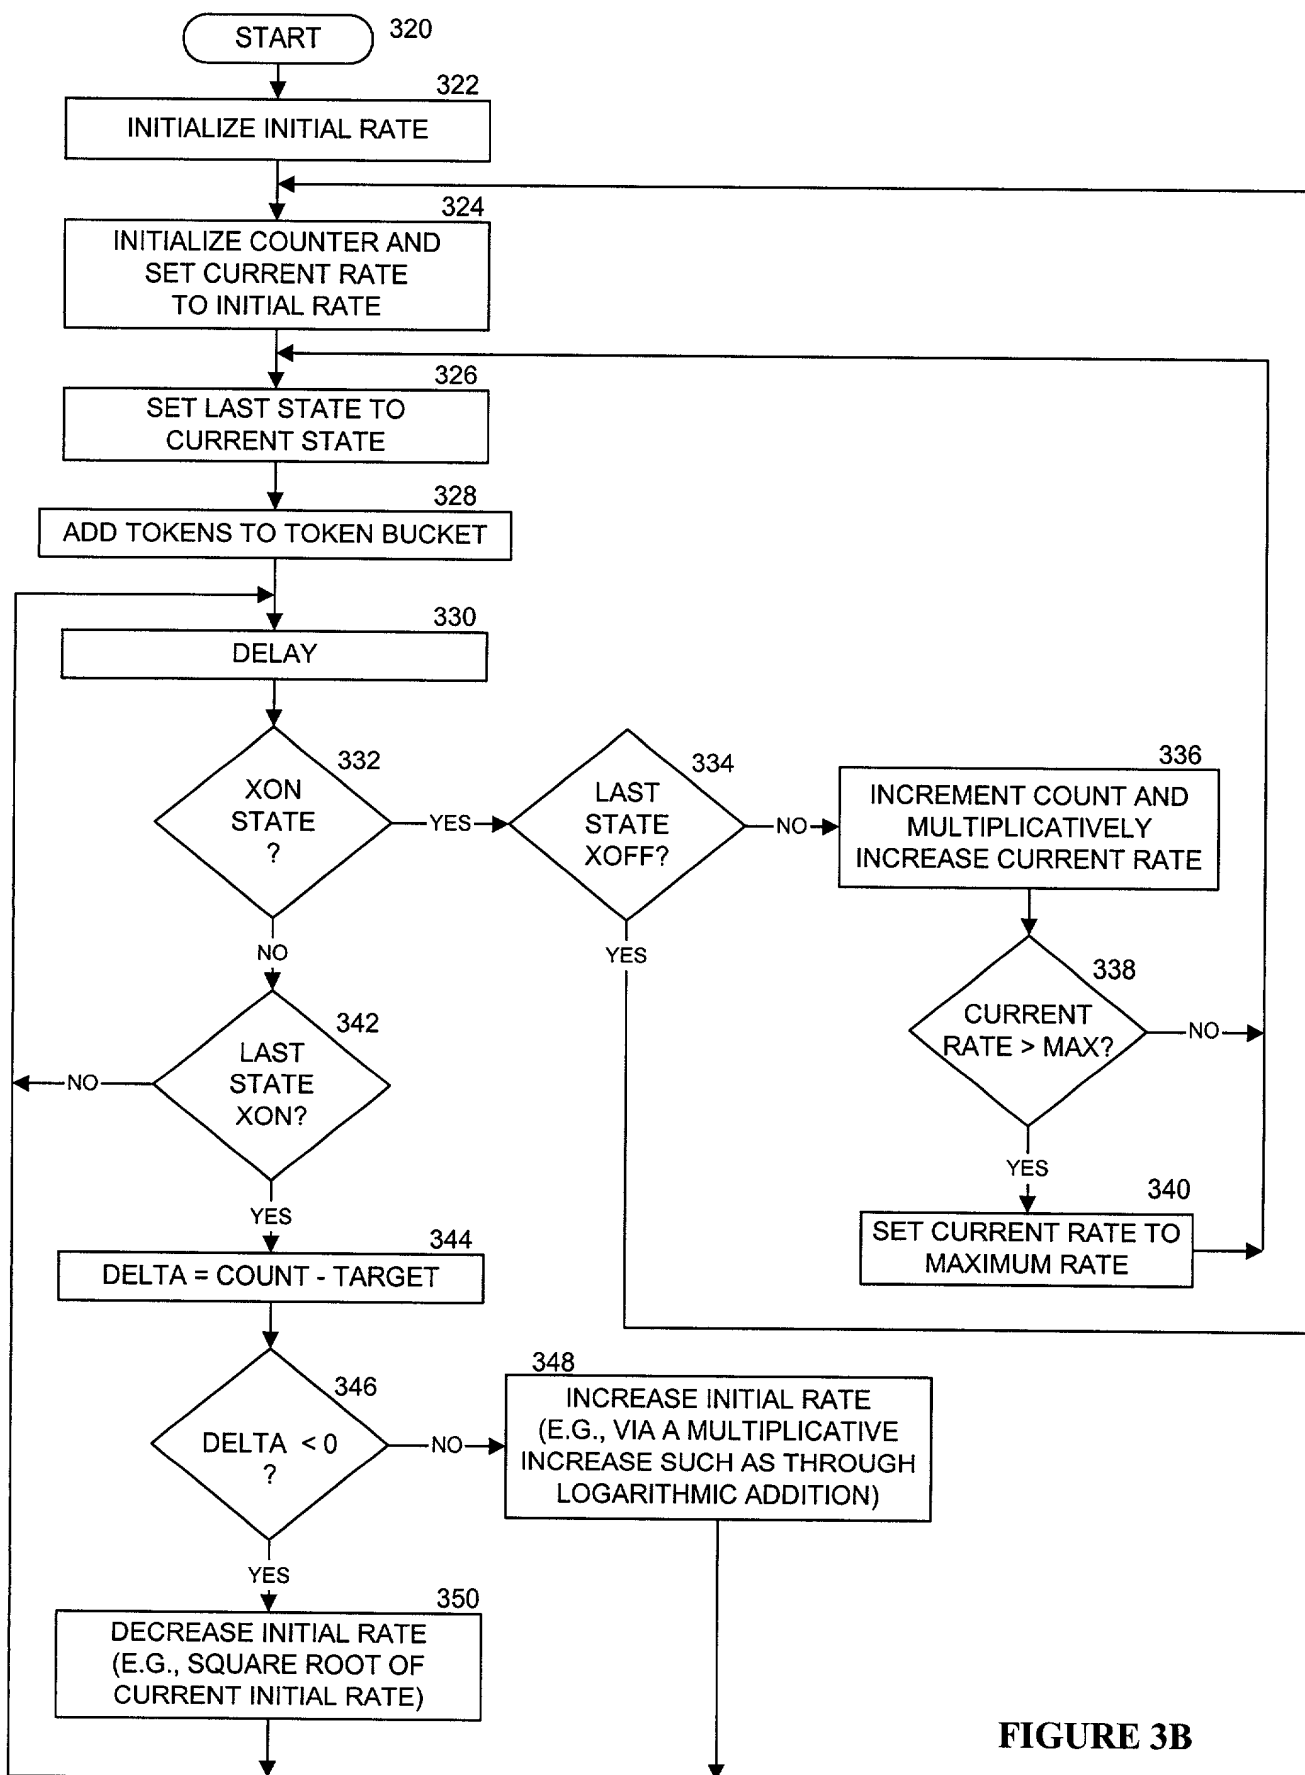 START
320
322
INITIALIZE INITIAL RATE
324
INITIALIZE COUNTER AND
SET CURRENT RATE
TO INITIAL RATE
326
SET LAST STATE TO
CURRENT STATE
328
ADD TOKENS TO TOKEN BUCKET
330
DELAY
332
XON
STATE
?
YES
334
LAST
STATE
XOFF?
NO
336
INCREMENT COUNT AND
MULTIPLICATIVELY
INCREASE CURRENT RATE
NO
YES
338
CURRENT
RATE > MAX?
NO
342
LAST
STATE
XON?
NO
YES
YES
340
SET CURRENT RATE TO
MAXIMUM RATE
344
DELTA = COUNT - TARGET
346
DELTA < 0
?
NO
348
INCREASE INITIAL RATE
(E.G., VIA A MULTIPLICATIVE
INCREASE SUCH AS THROUGH
LOGARITHMIC ADDITION)
YES
350
DECREASE INITIAL RATE
(E.G., SQUARE ROOT OF
CURRENT INITIAL RATE)
FIGURE 3B